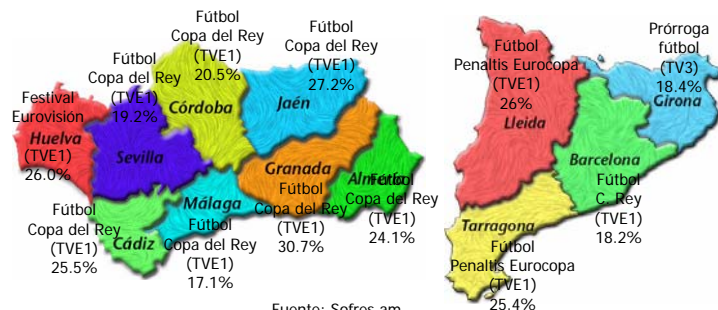 Fútbol
Copa del Rey
(TVE1)
20.5%
Fútbol
Copa del Rey
(TVE1)
19.2%
Fútbol
Copa del Rey
(TVE1)
27.2%
Festival
Eurovisión
Huelva
(TVE1)
26.0%
Sevilla
Córdoba
Jaén
Granada
Fútbol
Copa del Rey
(TVE1)
30.7%
Almería
Fútbol
Copa del Rey
(TVE1)
24.1%
Málaga
Fútbol
Copa del Rey
(TVE1)
17.1%
Fútbol
Copa del Rey
(TVE1)
Cádiz
25.5%
Fuente: Sofres am
Fútbol
Penaltis Eurocopa
(TVE1)
26%
Lleida
Prórroga
fútbol
(TV3)
18.4%
Girona
Barcelona
Fútbol
C. Rey
(TVE1)
18.2%
Tarragona
Fútbol
Penaltis Eurocopa
(TVE1)
25.4%